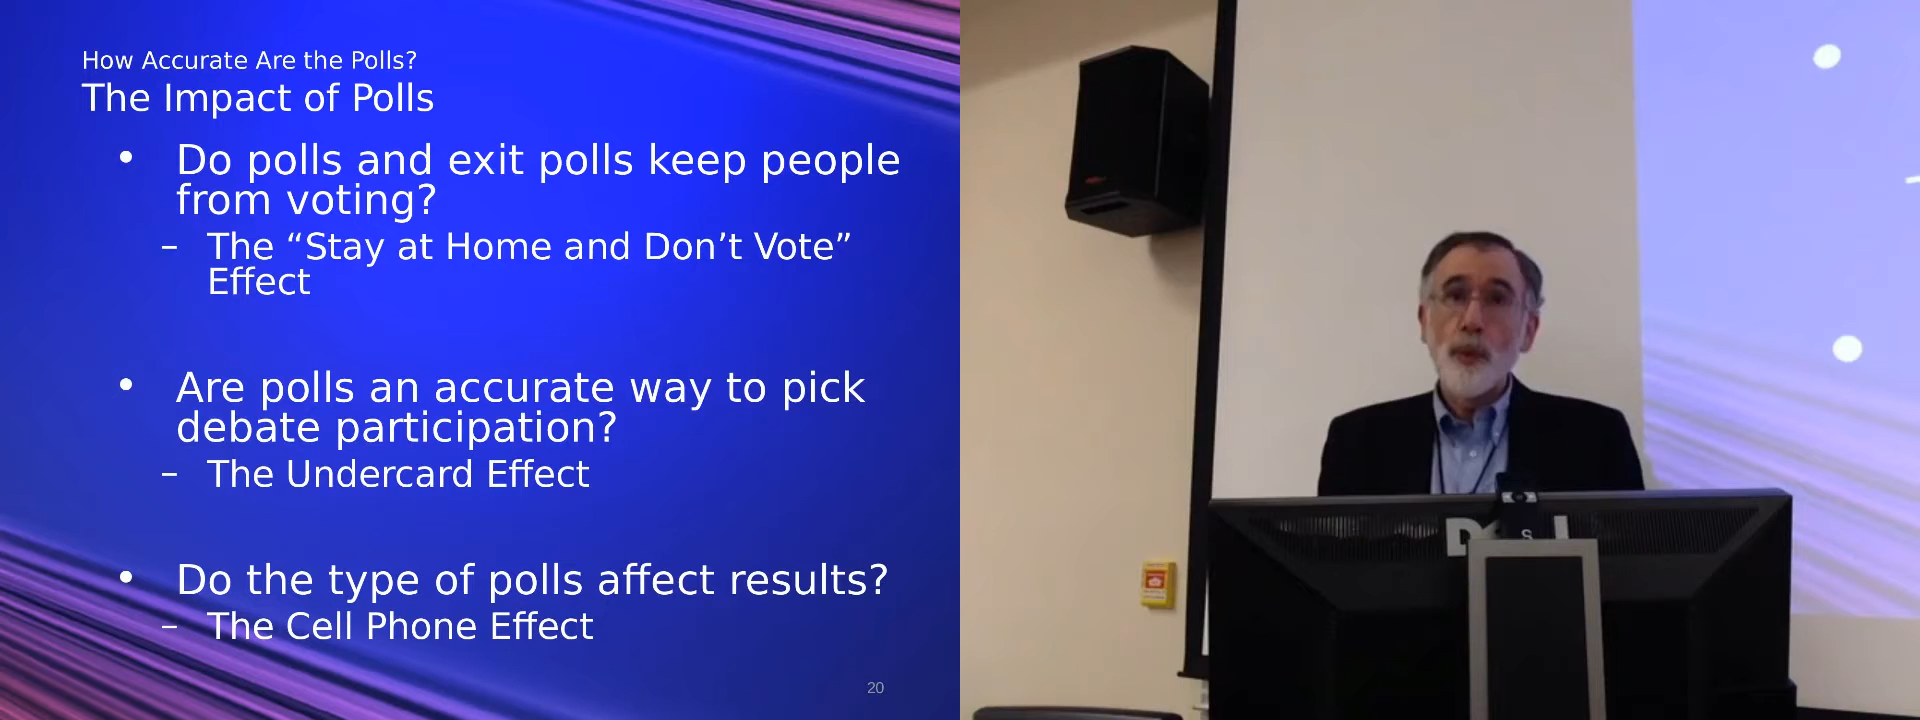 How Accurate Are the Polls?
The Impact of Polls
• Do polls and exit polls keep people
from voting?
– The “Stay at Home and Don’t Vote”
Effect
• Are polls an accurate way to pick
debate participation?
– The Undercard Effect
• Do the type of polls affect results?
– The Cell Phone Effect
20
S